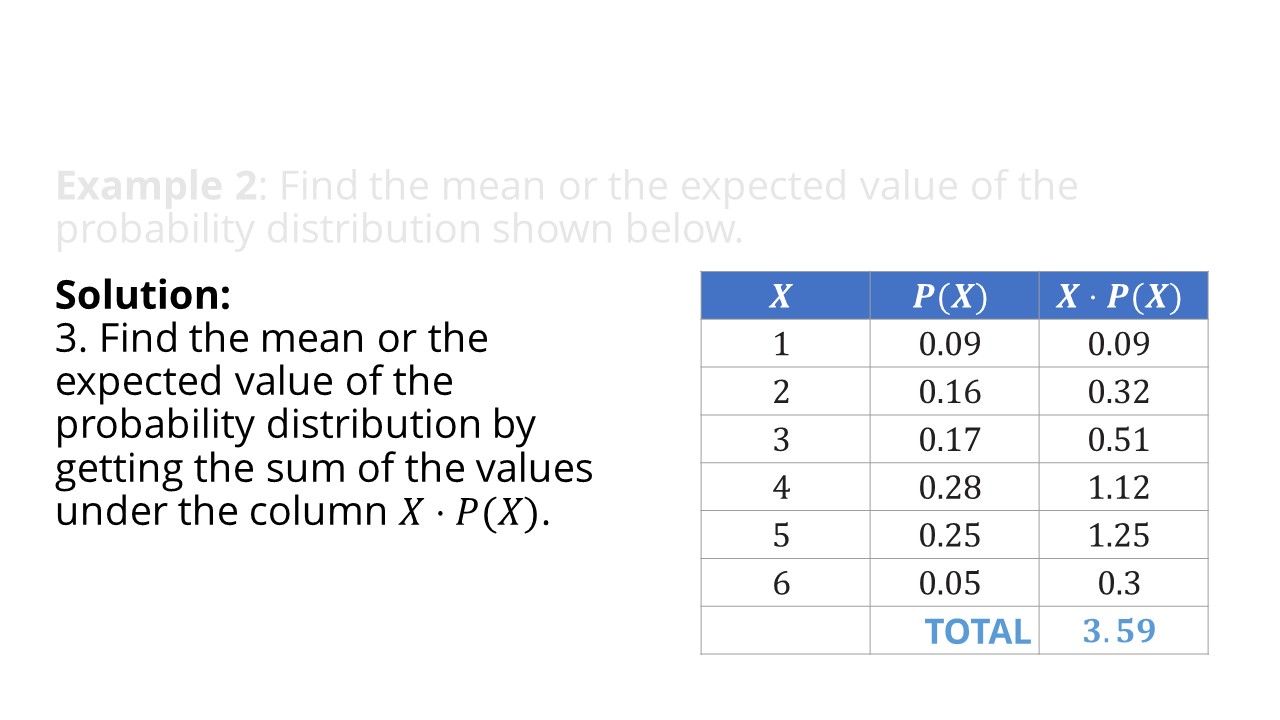 Example 2: Find the mean or the expected value of the
probability distribution shown below.
Solution:
3. Find the mean or the
expected value of the
probability distribution by
getting the sum of the values
under the column X · P(X).
X P(X) X · P(X)
1 0.09 0.09
2 0.16 0.32
3 0.17 0.51
4 0.28 1.12
5 0.25 1.25
6 0.05 0.3
TOTAL 3.59